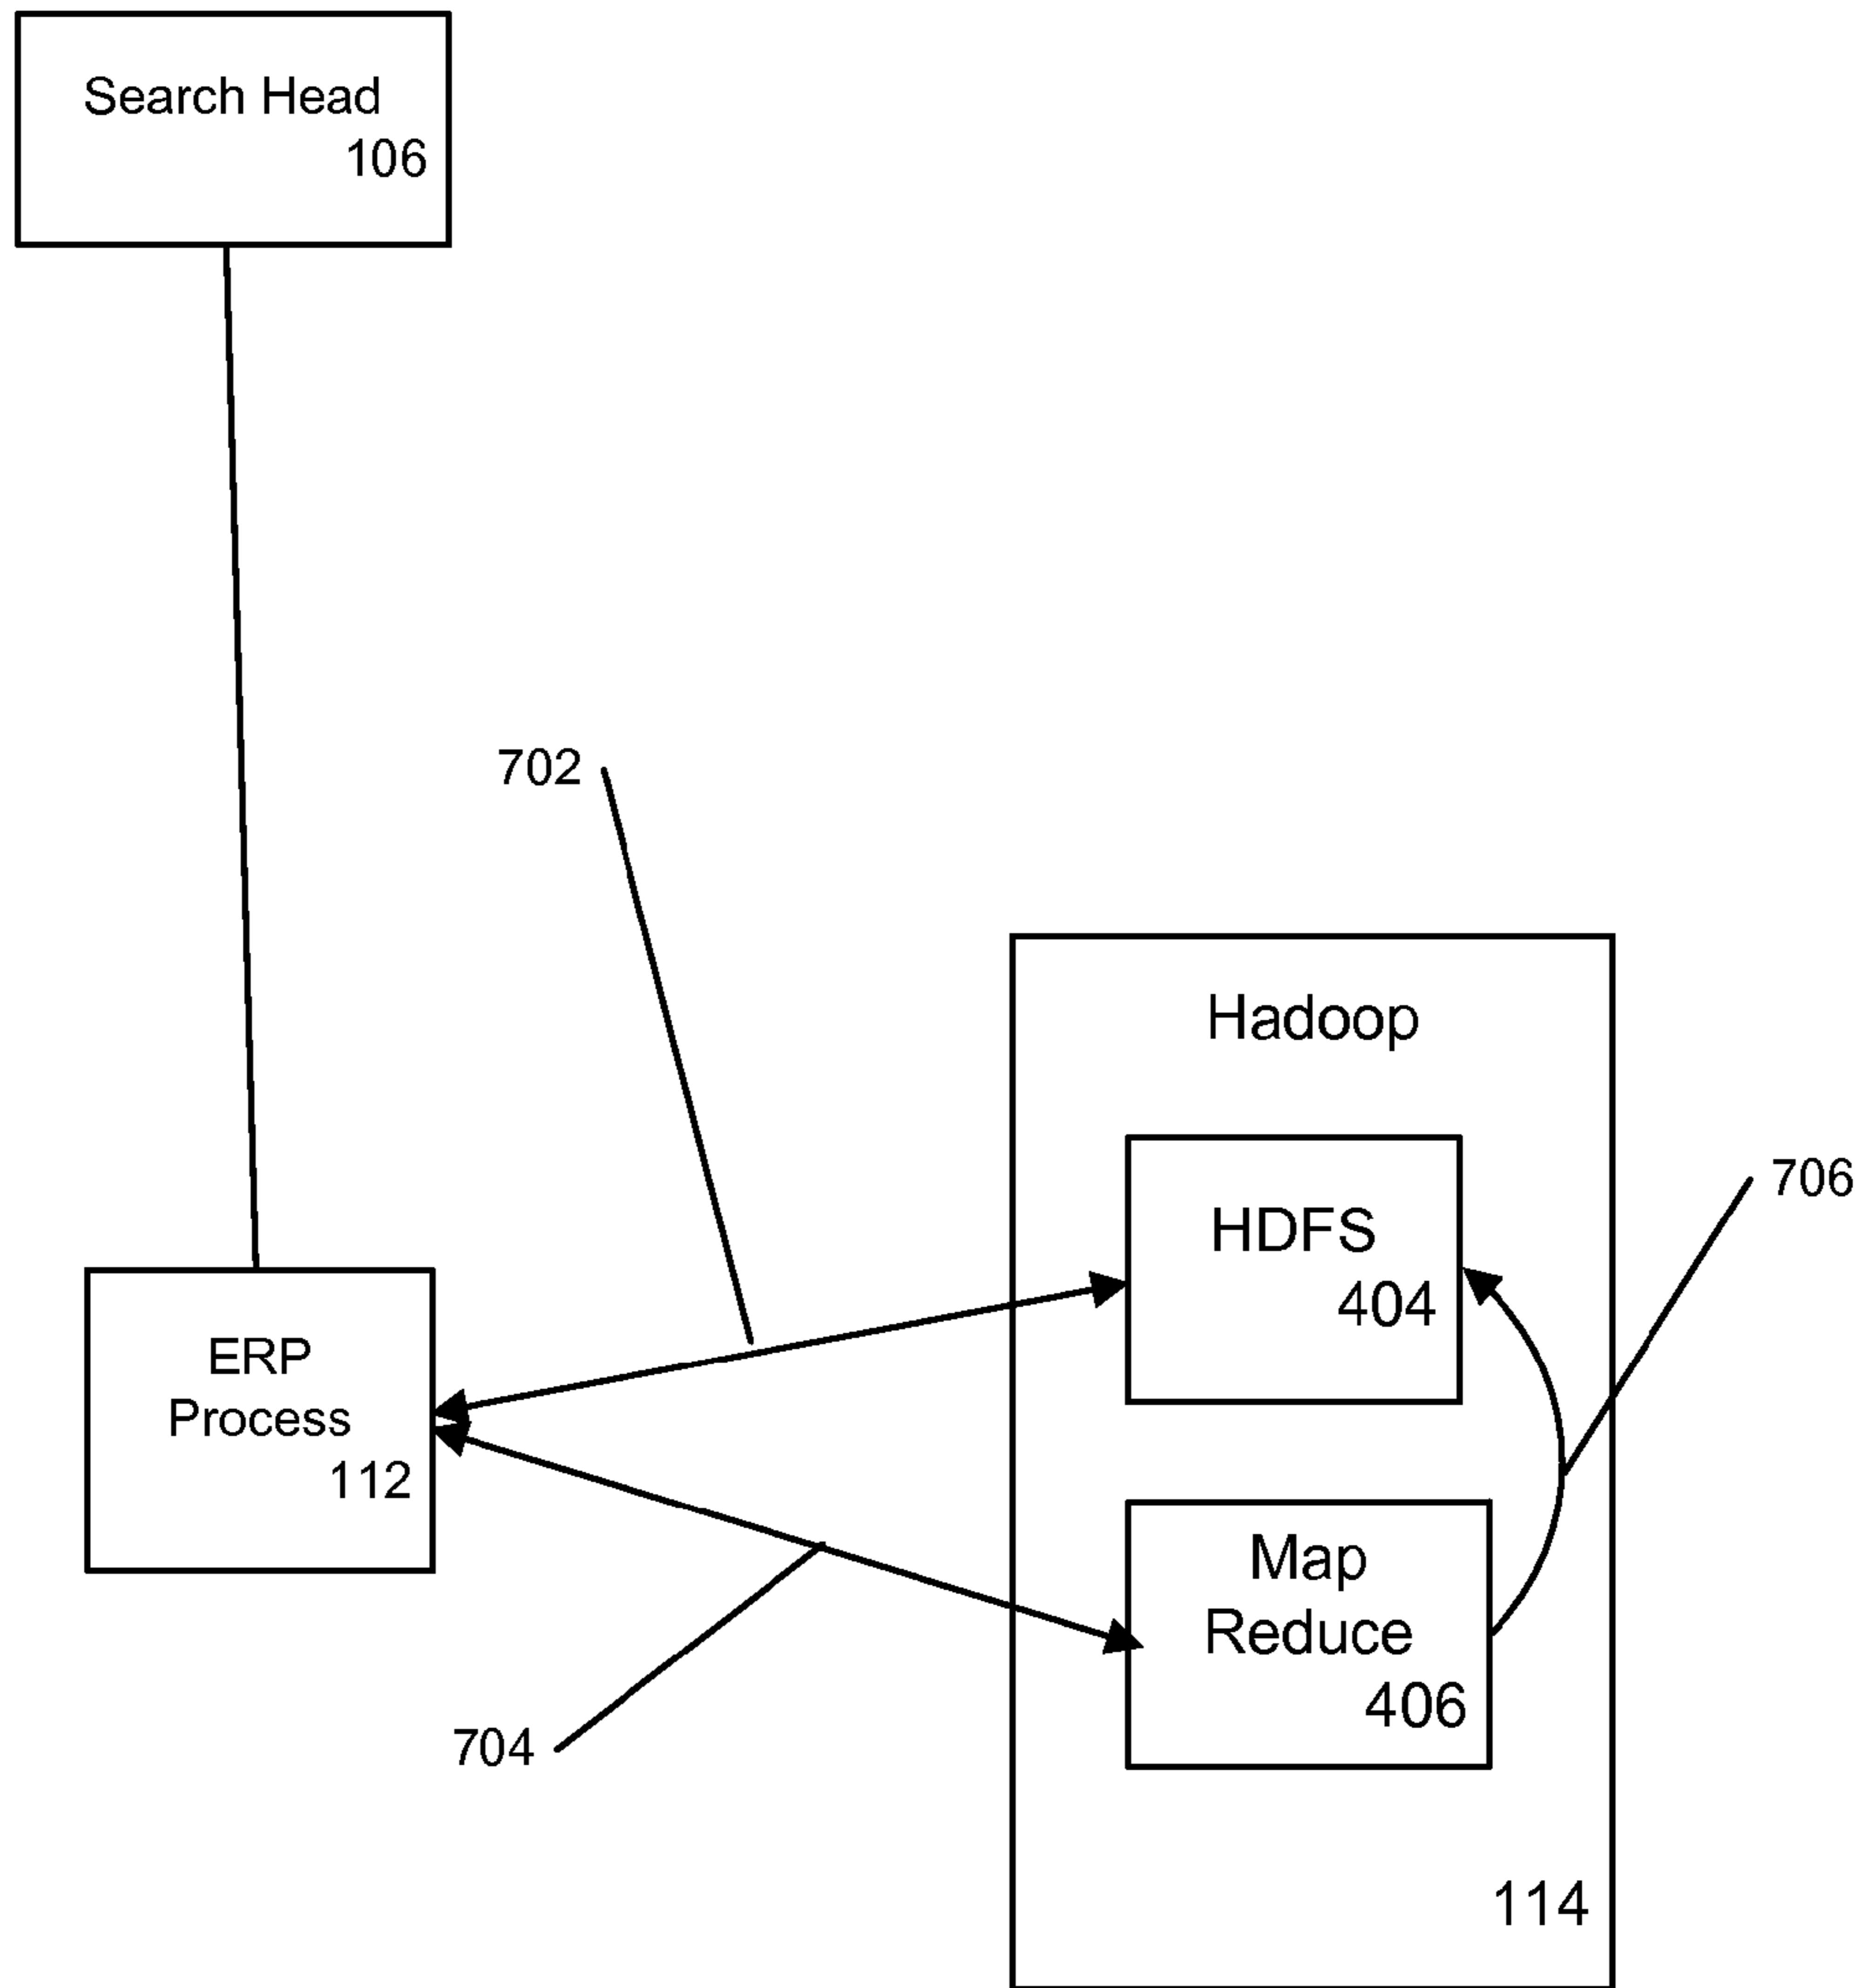 Search Head
106
702
Hadoop
706
HDFS
404
ERP
Process
112
Map
Reduce
406
704
114